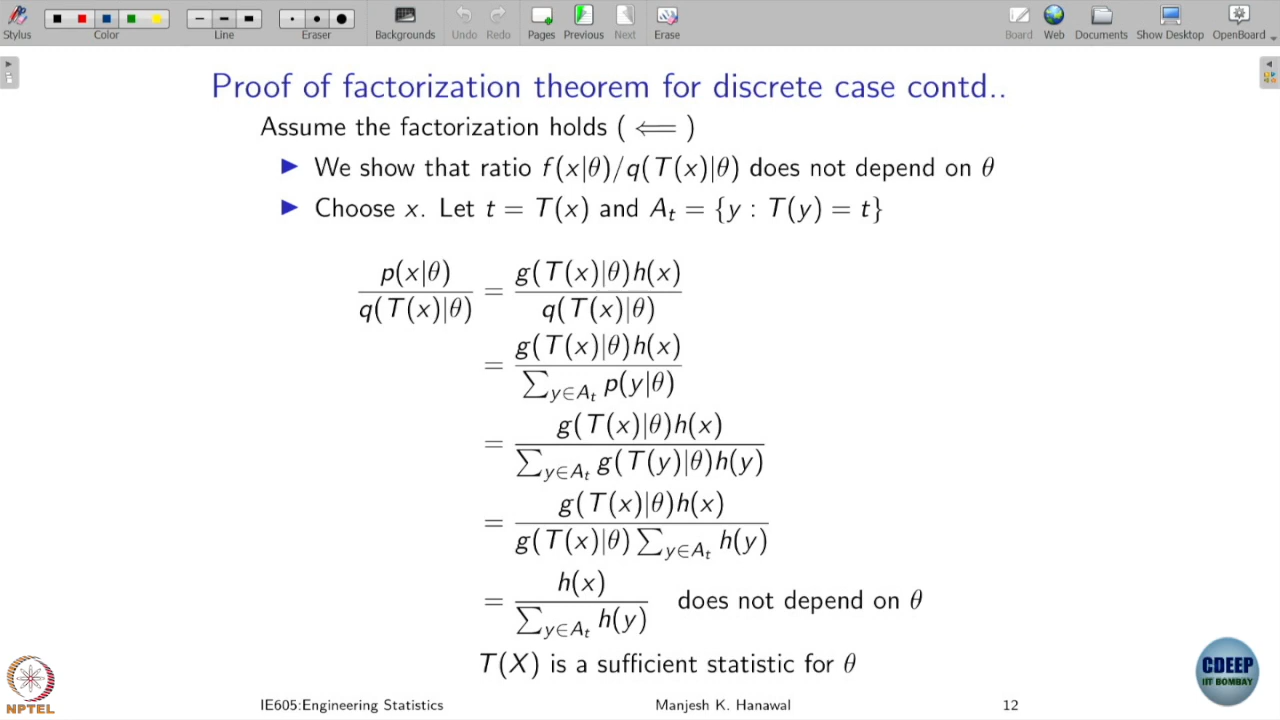 Stylus Color Line Eraser Backgrounds Undo Redo Pages Previous Next Erase Board Web Documents Show Desktop OpenBoard
Proof of factorization theorem for discrete case contd..
Assume the factorization holds ( ⟸ )
▶ We show that ratio f(x|θ)/q(T(x)|θ) does not depend on θ
▶ Choose x. Let t = T(x) and A_t = {y : T(y) = t}
p(x|θ) / q(T(x)|θ) = g(T(x)|θ)h(x) / q(T(x)|θ)
= g(T(x)|θ)h(x) / ∑_{y∈A_t} p(y|θ)
= g(T(x)|θ)h(x) / ∑_{y∈A_t} g(T(y)|θ)h(y)
= g(T(x)|θ)h(x) / g(T(x)|θ) ∑_{y∈A_t} h(y)
= h(x) / ∑_{y∈A_t} h(y) does not depend on θ
T(X) is a sufficient statistic for θ
NPTEL
IE605:Engineering Statistics Manjesh K. Hanawal 12
CDEEP
IIT BOMBAY